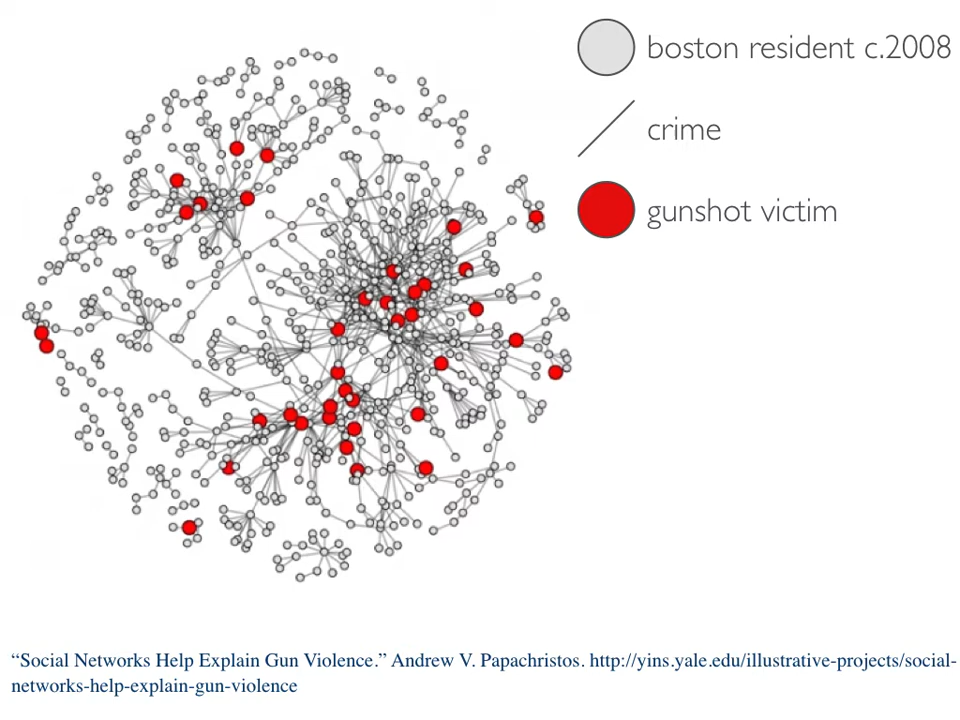 boston resident c.2008
crime
gunshot victim
“Social Networks Help Explain Gun Violence.” Andrew V. Papachristos. http://yins.yale.edu/illustrative-projects/social-
networks-help-explain-gun-violence